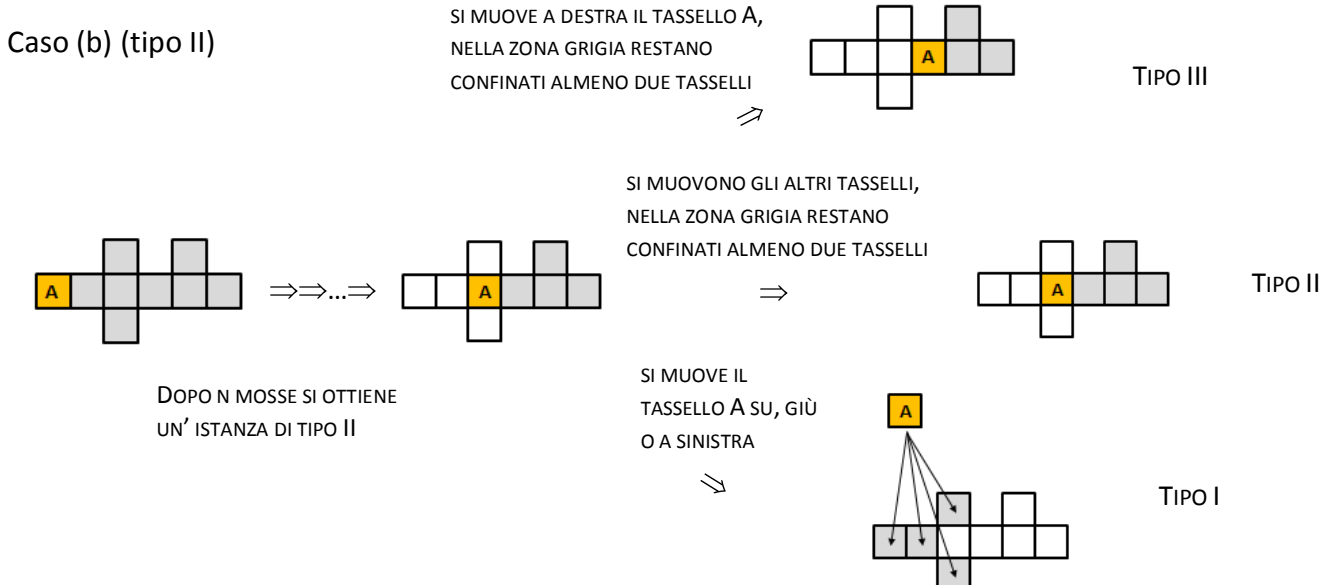 Caso (b) (tipo II)
SI MUOVE A DESTRA IL TASSELLO A,
NELLA ZONA GRIGIA RESTANO
CONFINATI ALMENO DUE TASSELLI
A
TIPO III
SI MUOVONO GLI ALTRI TASSELLI,
NELLA ZONA GRIGIA RESTANO
CONFINATI ALMENO DUE TASSELLI
A
⇒⇒...⇒
A
⇒
A
TIPO II
DOPO N MOSSE SI OTTIENE
UN' ISTANZA DI TIPO II
SI MUOVE IL
TASSELLO A SU, GIÙ
O A SINISTRA
A
TIPO I